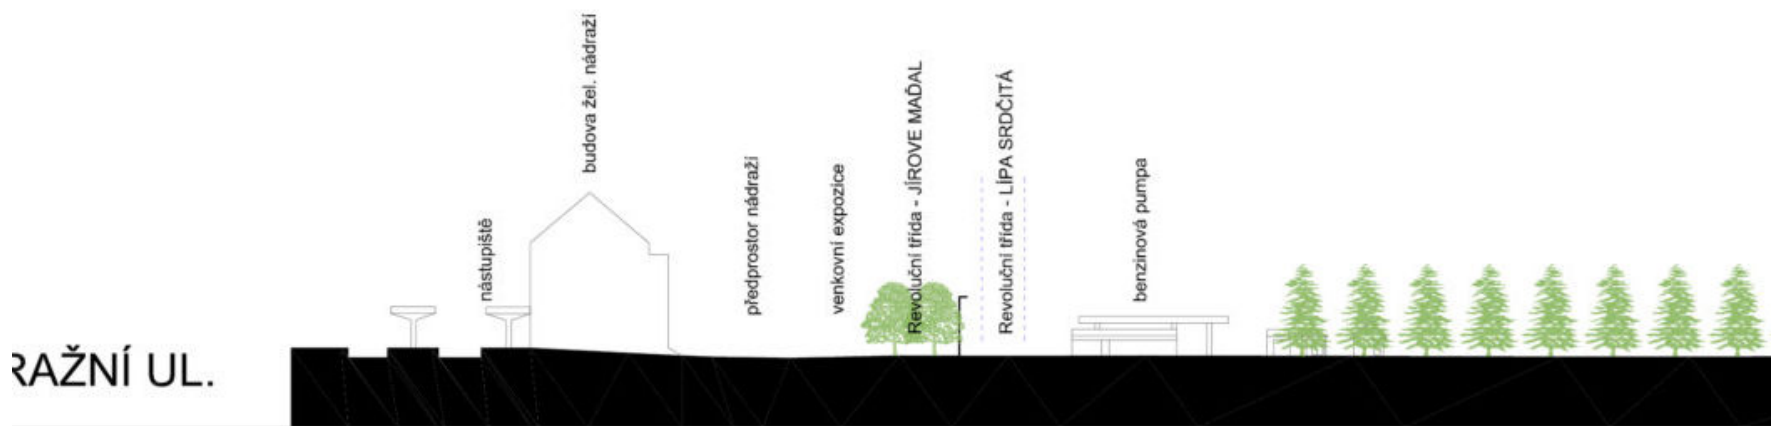 RAŽNÍ UL.
nástupiště
budova žel. nádraží
předprostor nádraží
venkovní expozice
Revoluční třída - JÍROVE MAĎAL
Revoluční třída - LÍPA SRDČITÁ
benzinová pumpa